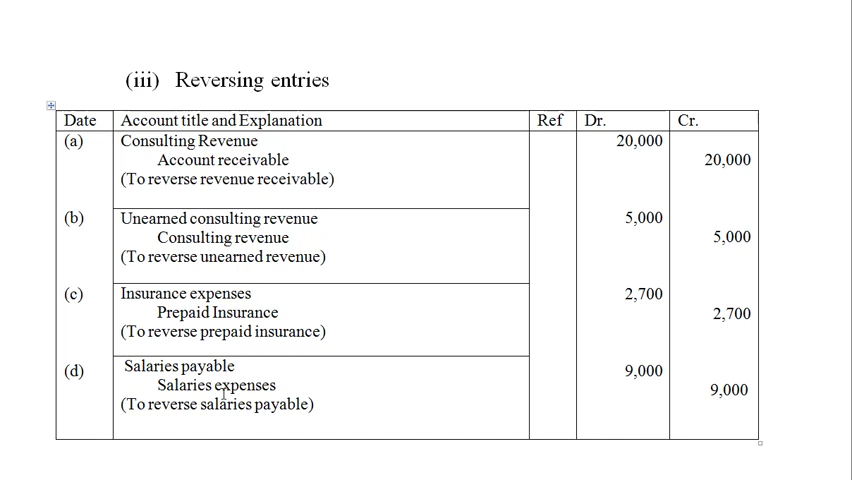 (iii) Reversing entries
Date Account title and Explanation Ref Dr. Cr.
(a) Consulting Revenue 20,000
Account receivable 20,000
(To reverse revenue receivable)
(b) Unearned consulting revenue 5,000
Consulting revenue 5,000
(To reverse unearned revenue)
(c) Insurance expenses 2,700
Prepaid Insurance 2,700
(To reverse prepaid insurance)
(d) Salaries payable 9,000
Salaries expenses 9,000
(To reverse salaries payable)